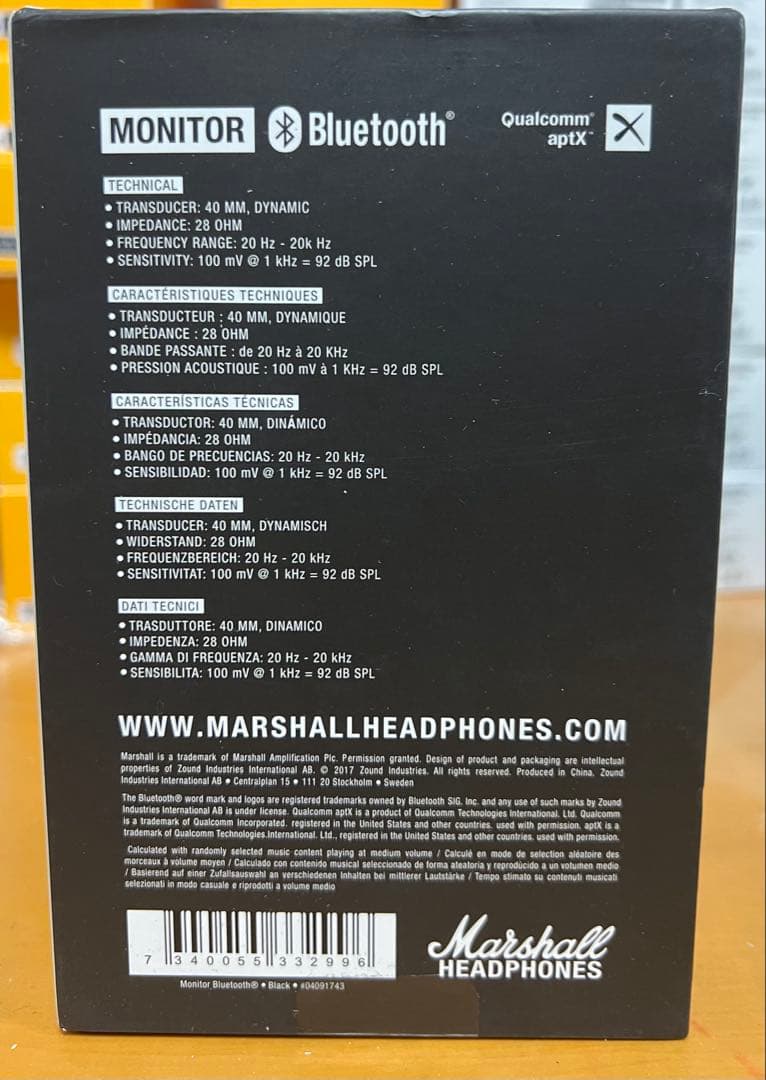 MONITOR Bluetooth®
Qualcomm®
aptX™
TECHNICAL
• TRANSDUCER: 40 MM, DYNAMIC
• IMPEDANCE: 28 OHM
• FREQUENCY RANGE: 20 Hz - 20k Hz
• SENSITIVITY: 100 mV @ 1 kHz = 92 dB SPL
CARACTÉRISTIQUES TECHNIQUES
• TRANSDUCTEUR : 40 MM, DYNAMIQUE
• IMPÉDANCE : 28 OHM
• BANDE PASSANTE : de 20 Hz à 20 KHz
• PRESSION ACOUSTIQUE : 100 mV à 1 KHz = 92 dB SPL
CARACTERÍSTICAS TÉCNICAS
• TRANSDUCTOR: 40 MM, DINÁMICO
• IMPÉDANCIA: 28 OHM
• BANGO DE PRECUENCIAS: 20 Hz - 20 kHz
• SENSIBILIDAD: 100 mV @ 1 kHz = 92 dB SPL
TECHNISCHE DATEN
• TRANSDUCER: 40 MM, DYNAMISCH
• WIDERSTAND: 28 OHM
• FREQUENZBEREICH: 20 Hz - 20 kHz
• SENSITIVITAT: 100 mV @ 1 kHz = 92 dB SPL
DATI TECNICI
• TRASDUTTORE: 40 MM, DINAMICO
• IMPEDENZA: 28 OHM
• GAMMA DI FREQUENZA: 20 Hz - 20 kHz
• SENSIBILITA: 100 mV @ 1 kHz = 92 dB SPL
WWW.MARSHALLHEADPHONES.COM
Marshall is a trademark of Marshall Amplification Plc. Permission granted. Design of product and packaging are intellectual
properties of Zound Industries International AB. © 2017 Zound Industries. All rights reserved. Produced in China. Zound
Industries International AB • Centralplan 15 • 111 20 Stockholm • Sweden
The Bluetooth® word mark and logos are registered trademarks owned by Bluetooth SIG. Inc. and any use of such marks by Zound
Industries International AB is under license. Qualcomm aptX is a product of Qualcomm Technologies International Ltd. Qualcomm
is a trademark of Qualcomm Incorporated. registered in the United States and other countries. used with permission. aptX is a
trademark of Qualcomm Technologies.International. Ltd., registered in the United States and other countries. used with permission.
Calculated with randomly selected music content playing at medium volume / Calculé en mode de selection aléatoire des
morceaux à volume moyen / Calculado con contenido musical seleccionado de forma aleatoria y reproducido a un volumen medio
/ Basierend auf einer Zufallsauswahl an verschiedenen Inhalten bei mittlerer Lautstärke / Tempo stimato su contenuti musicati
selezionati in modo casuale e riprodotti a volume medio
7 340055 332996
Monitor Bluetooth® • Black • #04091743
Marshall
HEADPHONES